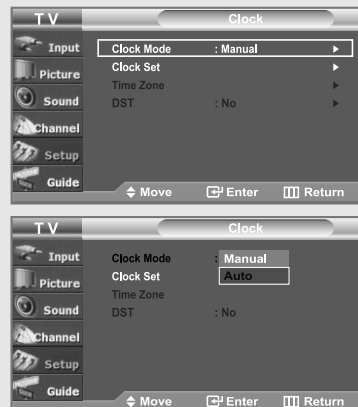 TV Clock
Input
Picture
Sound
Channel
Setup
Guide
Clock Mode : Manual
Clock Set
Time Zone
DST : No
Move Enter Return
TV Clock
Input
Picture
Sound
Channel
Setup
Guide
Clock Mode : Manual
Auto
Clock Set
Time Zone
DST : No
Move Enter Return